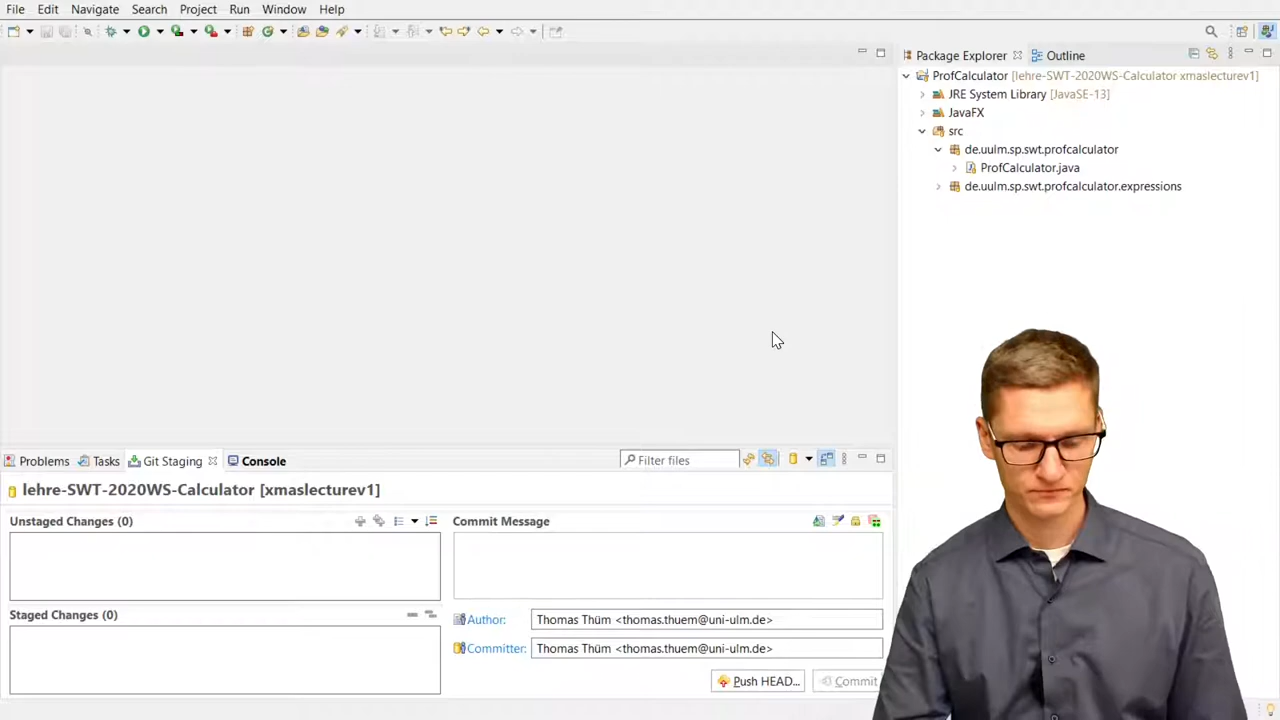 File Edit Navigate Search Project Run Window Help
Package Explorer Outline
ProfCalculator [lehre-SWT-2020WS-Calculator xmaslecturev1]
JRE System Library [JavaSE-13]
JavaFX
src
de.uulm.sp.swt.profcalculator
ProfCalculator.java
de.uulm.sp.swt.profcalculator.expressions
Problems Tasks Git Staging Console Filter files
lehre-SWT-2020WS-Calculator [xmaslecturev1]
Unstaged Changes (0) Commit Message
Staged Changes (0)
Author: Thomas Thüm <thomas.thuem@uni-ulm.de>
Committer: Thomas Thüm <thomas.thuem@uni-ulm.de>
Push HEAD... Commit